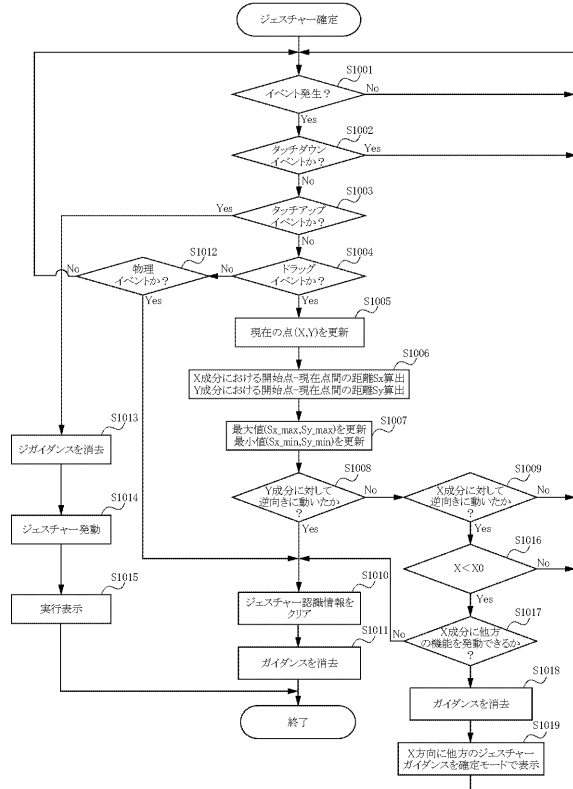 ジェスチャー確定
S1001
イベント発生？
No
Yes
S1002
タッチダウン
イベントか？
Yes
No
S1003
タッチアップ
イベントか？
Yes
No
S1004
ドラッグ
イベントか？
No
Yes
S1012
物理
イベントか？
No
Yes
S1005
現在の点(X,Y)を更新
S1006
X成分における開始点-現在点間の距離Sx算出
Y成分における開始点-現在点間の距離Sy算出
S1007
最大値(Sx_max,Sy_max)を更新
最小値(Sx_min,Sy_min)を更新
S1008
Y成分に対して
逆向きに動いたか
？
No
Yes
S1009
X成分に対して
逆向きに動いたか
？
No
Yes
S1016
X＜X0
No
Yes
S1017
X成分に他方
の機能を発動できるか
？
No
Yes
S1018
ガイダンスを消去
S1019
X方向に他方のジェスチャー
ガイダンスを確定モードで表示
S1010
ジェスチャー認識情報を
クリア
S1011
ガイダンスを消去
S1013
ジガイダンスを消去
S1014
ジェスチャー発動
S1015
実行表示
終了